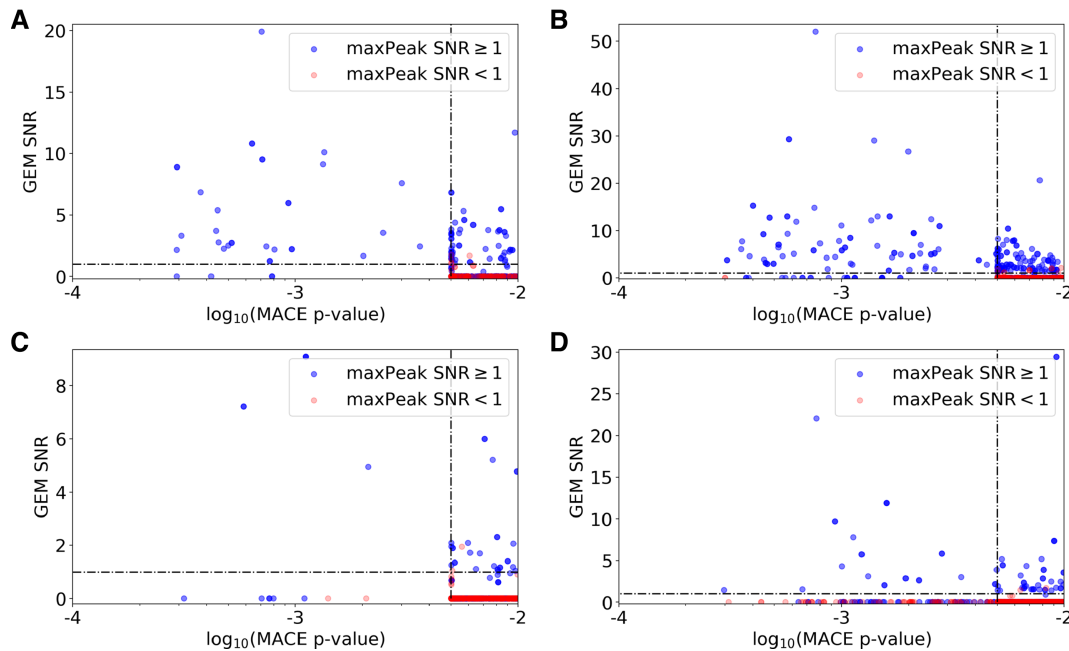 A
GEM SNR
20
15
10
5
0
maxPeak SNR ≥ 1
maxPeak SNR < 1
-4
-3
-2
log₁₀(MACE p-value)
B
GEM SNR
50
40
30
20
10
0
maxPeak SNR ≥ 1
maxPeak SNR < 1
-4
-3
-2
log₁₀(MACE p-value)
C
GEM SNR
8
6
4
2
0
maxPeak SNR ≥ 1
maxPeak SNR < 1
-4
-3
-2
log₁₀(MACE p-value)
D
GEM SNR
30
25
20
15
10
5
0
maxPeak SNR ≥ 1
maxPeak SNR < 1
-4
-3
-2
log₁₀(MACE p-value)